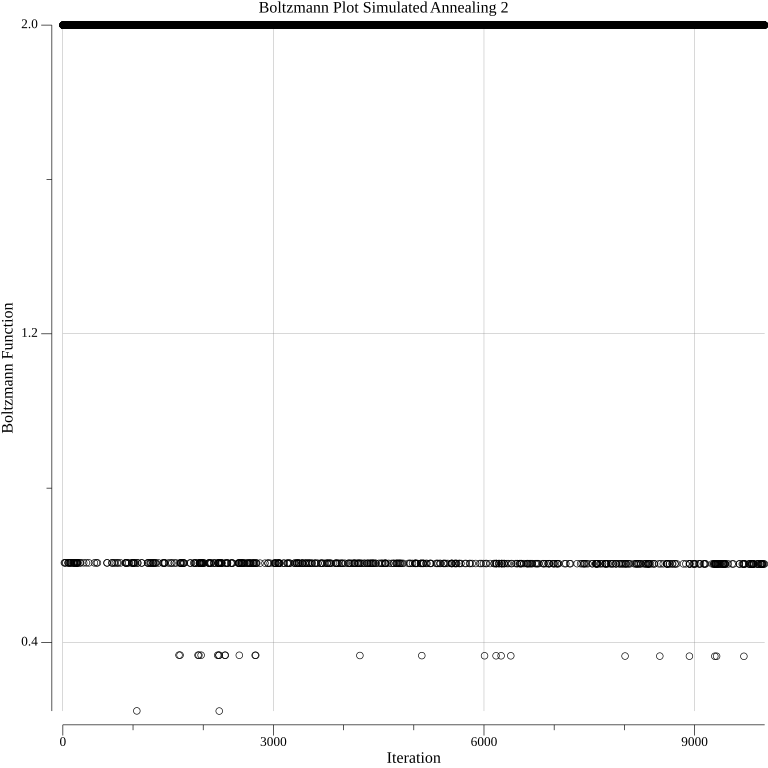 Boltzmann Plot Simulated Annealing 2
2.0
1.2
0.4
Boltzmann Function
0 3000 6000 9000
Iteration